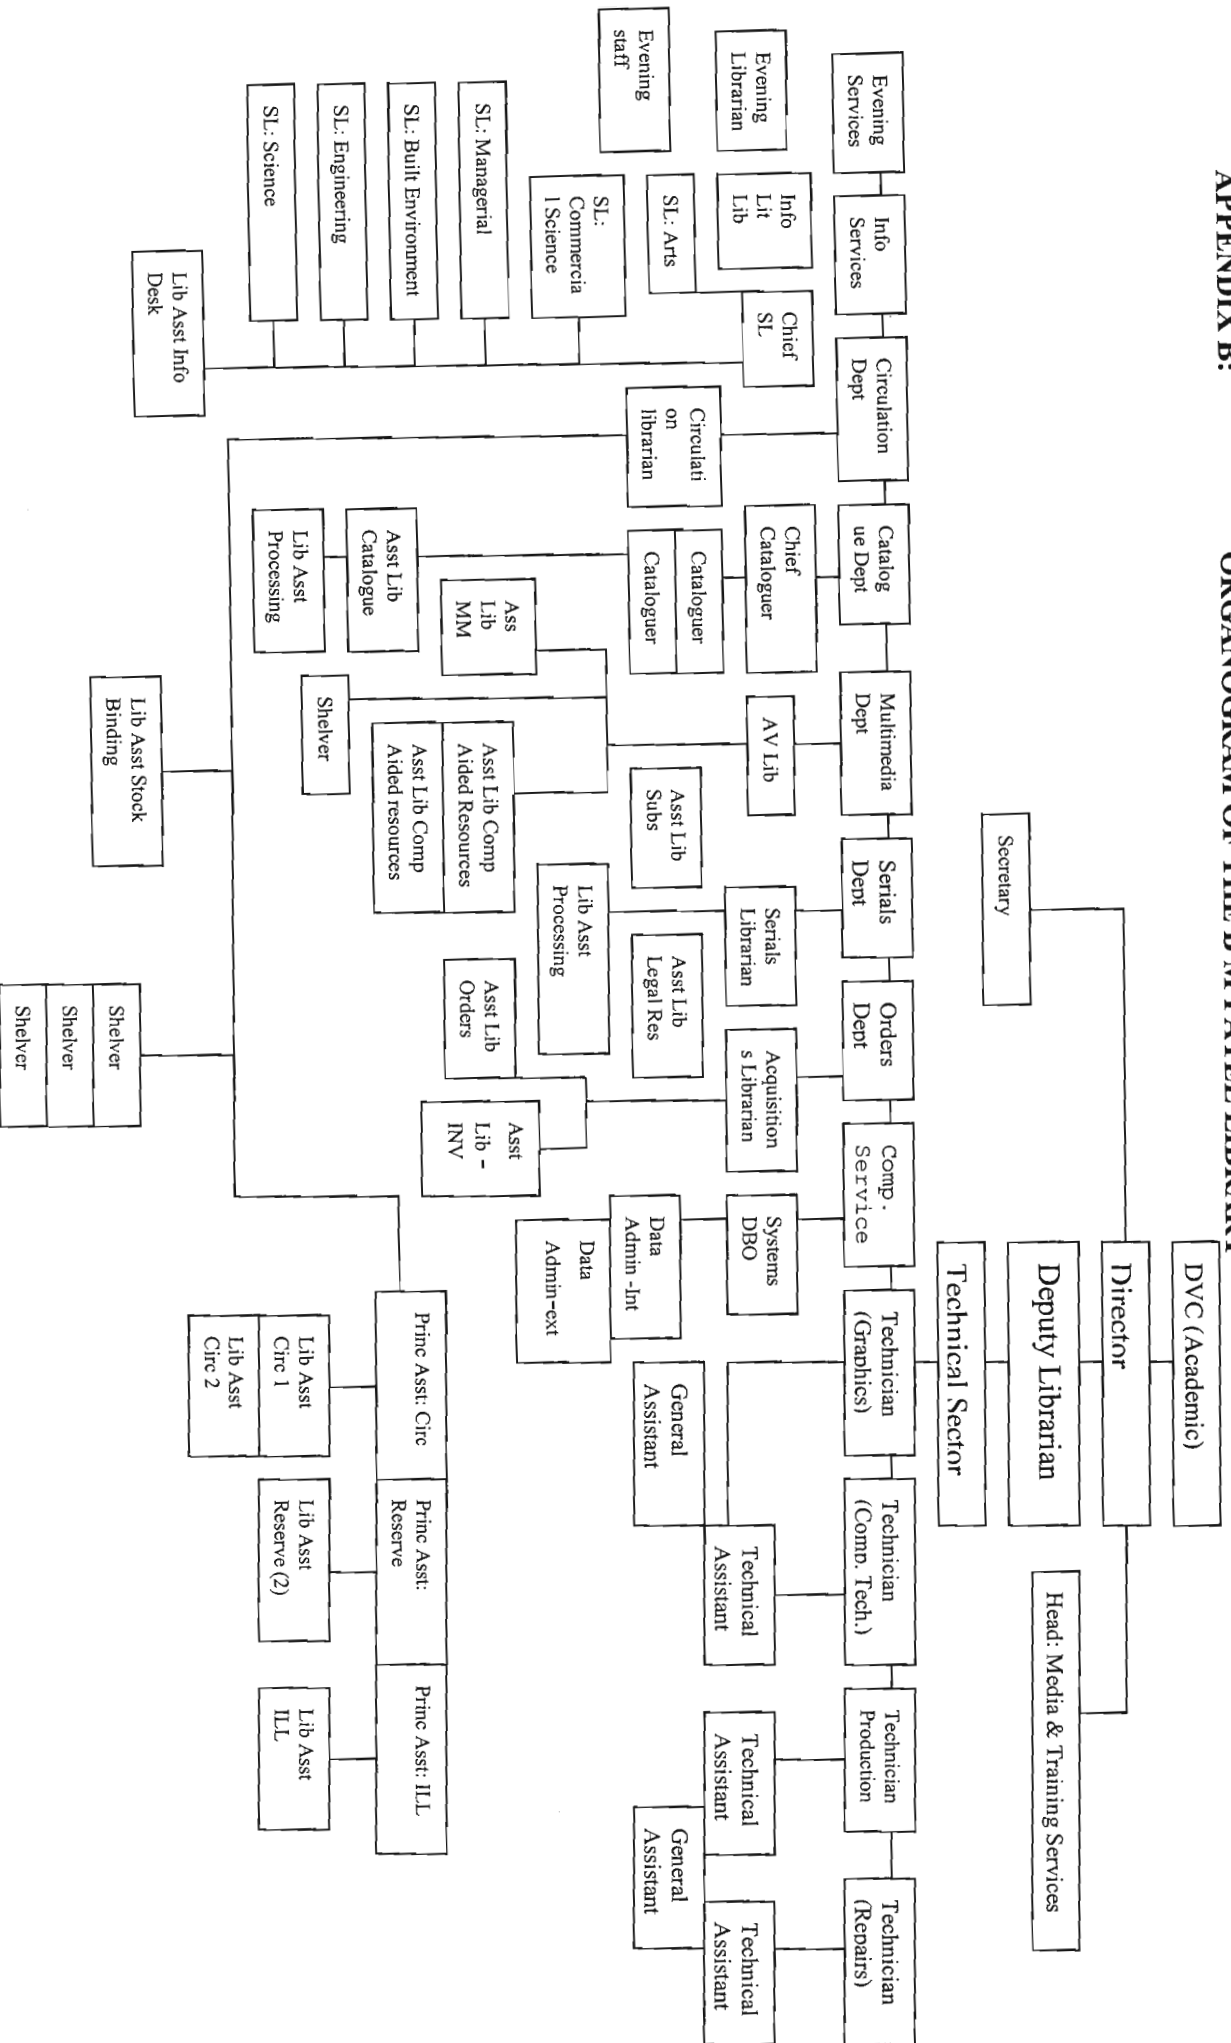 APPENDIX B: ORGANOGRAM OF THE B M PATEL LIBRARY
DVC (Academic)
Director
Secretary
Head: Media & Training Services
Deputy Librarian
Technical Sector
Evening
Services
Info
Services
Circulation
Dept
Catalog
ue Dept
Multimedia
Dept
Serials
Dept
Orders
Dept
Comp.
Service
Technician
(Graphics)
Technician
(Comp. Tech.)
Technician
Production
Technician
(Repairs)
Evening
Librarian
Evening
staff
Info
Lit
Lib
Chief
SL
SL: Arts
SL:
Commercia
l Science
SL: Managerial
SL: Built Environment
SL: Engineering
SL: Science
Lib Asst Info
Desk
Circulati
on
librarian
Chief
Cataloguer
Cataloguer
Cataloguer
Asst Lib
Catalogue
Lib Asst
Processing
AV Lib
Ass
Lib
MM
Shelver
Asst Lib Comp
Aided Resources
Asst Lib Comp
Aided resources
Serials
Librarian
Asst Lib
Subs
Asst Lib
Legal Res
Lib Asst
Processing
Acquisition
s Librarian
Asst Lib
Orders
Asst
Lib -
INV
Systems
DBO
Data
Admin -Int
Data
Admin-ext
General
Assistant
Technical
Assistant
Technical
Assistant
Technical
Assistant
General
Assistant
Lib Asst Stock
Binding
Shelver
Shelver
Shelver
Princ Asst: Circ
Princ Asst:
Reserve
Princ Asst: ILL
Lib Asst
Circ 1
Lib Asst
Circ 2
Lib Asst
Reserve (2)
Lib Asst
ILL